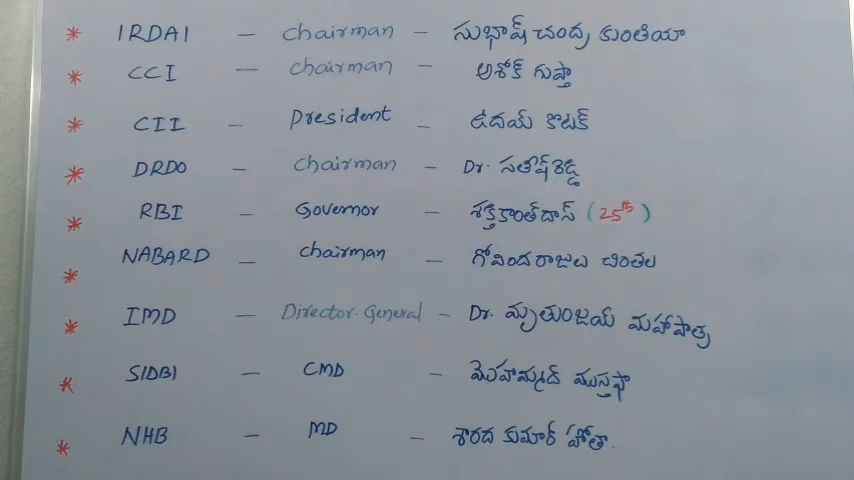 * IRDAI - Chairman - సుభాష్ చంద్ర కుంతియా
* CCI - Chairman - అశోక్ గుప్తా
* CII - President - ఉదయ్ కొటక్
* DRDO - Chairman - Dr. సతీష్ రెడ్డి
* RBI - Governor - శక్తికాంత్ దాస్ (25th)
* NABARD - Chairman - గోవిందరాజులు చింతల
* IMD - Director.General - Dr. మృతుంజయ్ మహాపాత్ర
* SIDBI - CMD - మొహమ్మద్ ముస్తఫా
* NHB - MD - శారద కుమార్ హోతా.